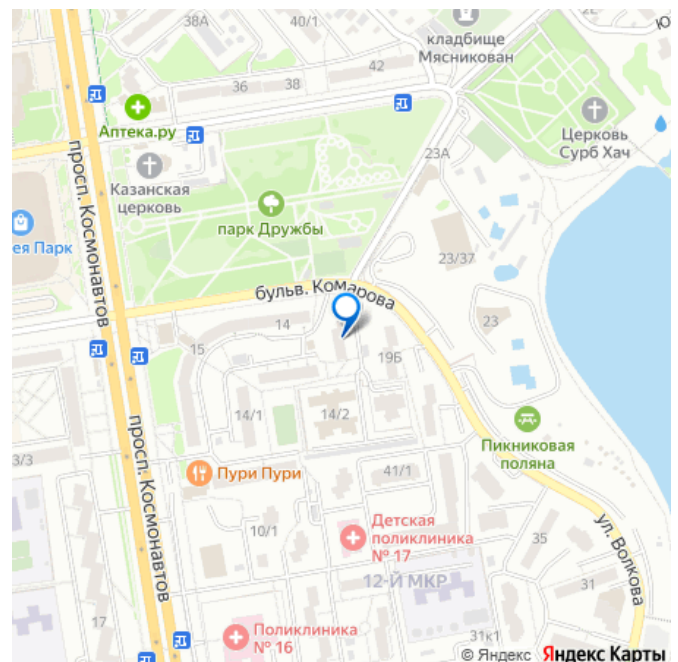 38А
40/1
кладбище
Мясникован
Ю
36
38
42
Аптека.ру
Церковь
Сурб Хач
23А
Казанская
церковь
парк Дружбы
просп. Космонавтов
ея Парк
23/37
бульв. Комарова
14
15
23
19Б
14/1
14/2
просп. Космонавтов
Пикниковая
поляна
3/3
Пури Пури
41/1
10/1
Детская
поликлиника
№ 17
35
ул. Волкова
12-Й МКР
31
17
Поликлиника
№ 16
31к1
© Яндекс Яндекс Карты